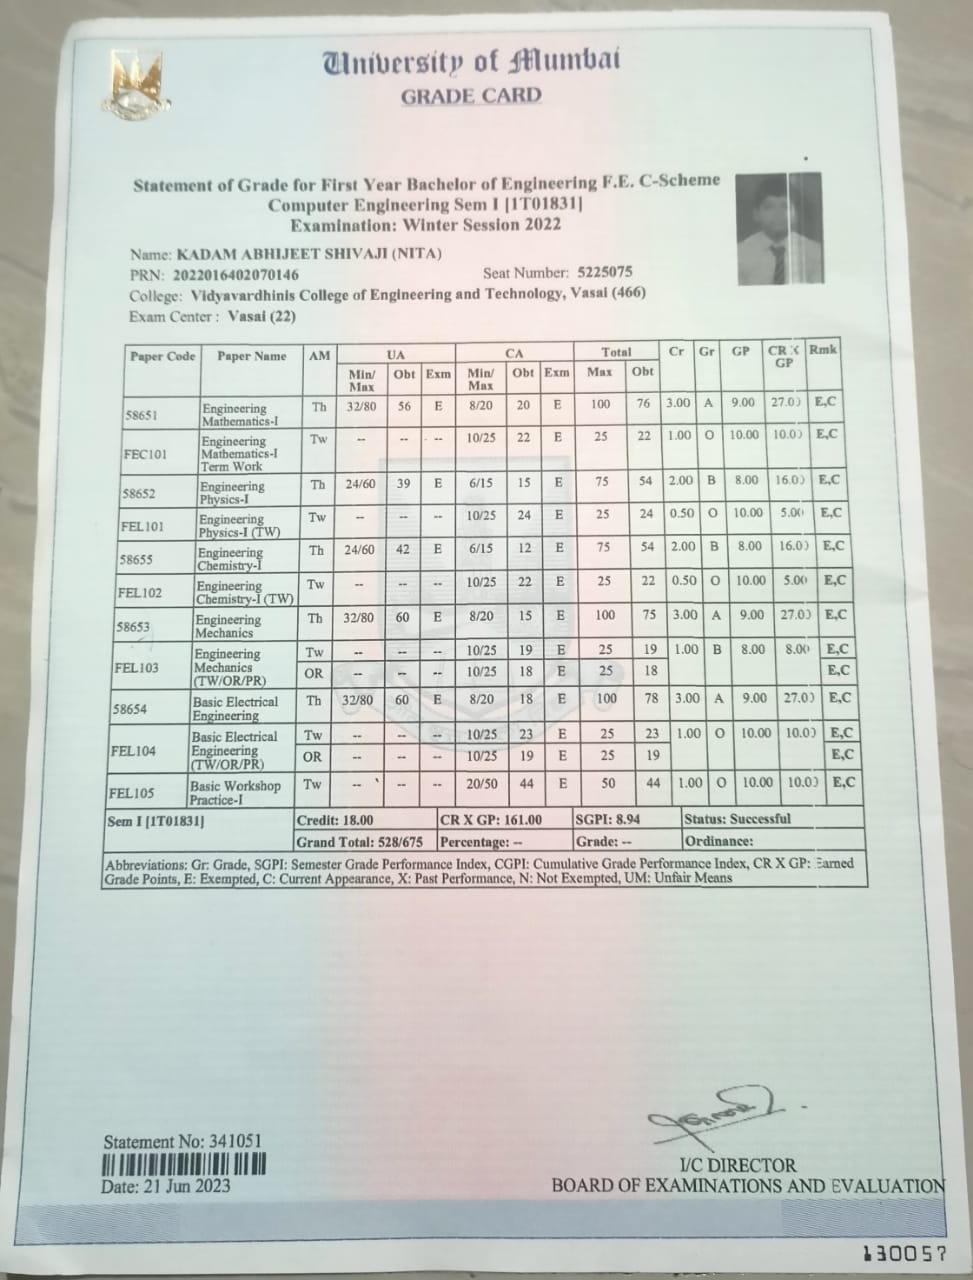 University of Mumbai
GRADE CARD
Statement of Grade for First Year Bachelor of Engineering F.E. C-Scheme
Computer Engineering Sem I [1T01831]
Examination: Winter Session 2022
Name: KADAM ABHIJEET SHIVAJI (NITA)
PRN: 2022016402070146 Seat Number: 5225075
College: Vidyavardhinis College of Engineering and Technology, Vasai (466)
Exam Center : Vasai (22)
Paper Code Paper Name AM UA CA Total Cr Gr GP CR X GP Rmk
Min/Max Obt Exm Min/Max Obt Exm Max Obt
58651 Engineering Mathematics-I Th 32/80 56 E 8/20 20 E 100 76 3.00 A 9.00 27.0 E,C
FEC101 Engineering Mathematics-I Term Work Tw -- -- -- 10/25 22 E 25 22 1.00 O 10.00 10.0 E,C
58652 Engineering Physics-I Th 24/60 39 E 6/15 15 E 75 54 2.00 B 8.00 16.0 E,C
FEL101 Engineering Physics-I (TW) Tw -- -- -- 10/25 24 E 25 24 0.50 O 10.00 5.00 E,C
58655 Engineering Chemistry-I Th 24/60 42 E 6/15 12 E 75 54 2.00 B 8.00 16.0 E,C
FEL102 Engineering Chemistry-I (TW) Tw -- -- -- 10/25 22 E 25 22 0.50 O 10.00 5.00 E,C
58653 Engineering Mechanics Th 32/80 60 E 8/20 15 E 100 75 3.00 A 9.00 27.0 E,C
FEL103 Engineering Mechanics (TW/OR/PR) Tw -- -- -- 10/25 19 E 25 19 1.00 B 8.00 8.00 E,C
OR -- -- -- 10/25 18 E 25 18 E,C
58654 Basic Electrical Engineering Th 32/80 60 E 8/20 18 E 100 78 3.00 A 9.00 27.0 E,C
FEL104 Basic Electrical Engineering (TW/OR/PR) Tw -- -- -- 10/25 23 E 25 23 1.00 O 10.00 10.0 E,C
OR -- -- -- 10/25 19 E 25 19 E,C
FEL105 Basic Workshop Practice-I Tw -- -- -- 20/50 44 E 50 44 1.00 O 10.00 10.0 E,C
Sem I [1T01831] Credit: 18.00 CR X GP: 161.00 SGPI: 8.94 Status: Successful
Grand Total: 528/675 Percentage: -- Grade: -- Ordinance:
Abbreviations: Gr: Grade, SGPI: Semester Grade Performance Index, CGPI: Cumulative Grade Performance Index, CR X GP: Earned
Grade Points, E: Exempted, C: Current Appearance, X: Past Performance, N: Not Exempted, UM: Unfair Means
Statement No: 341051
Date: 21 Jun 2023
I/C DIRECTOR
BOARD OF EXAMINATIONS AND EVALUATION
130057